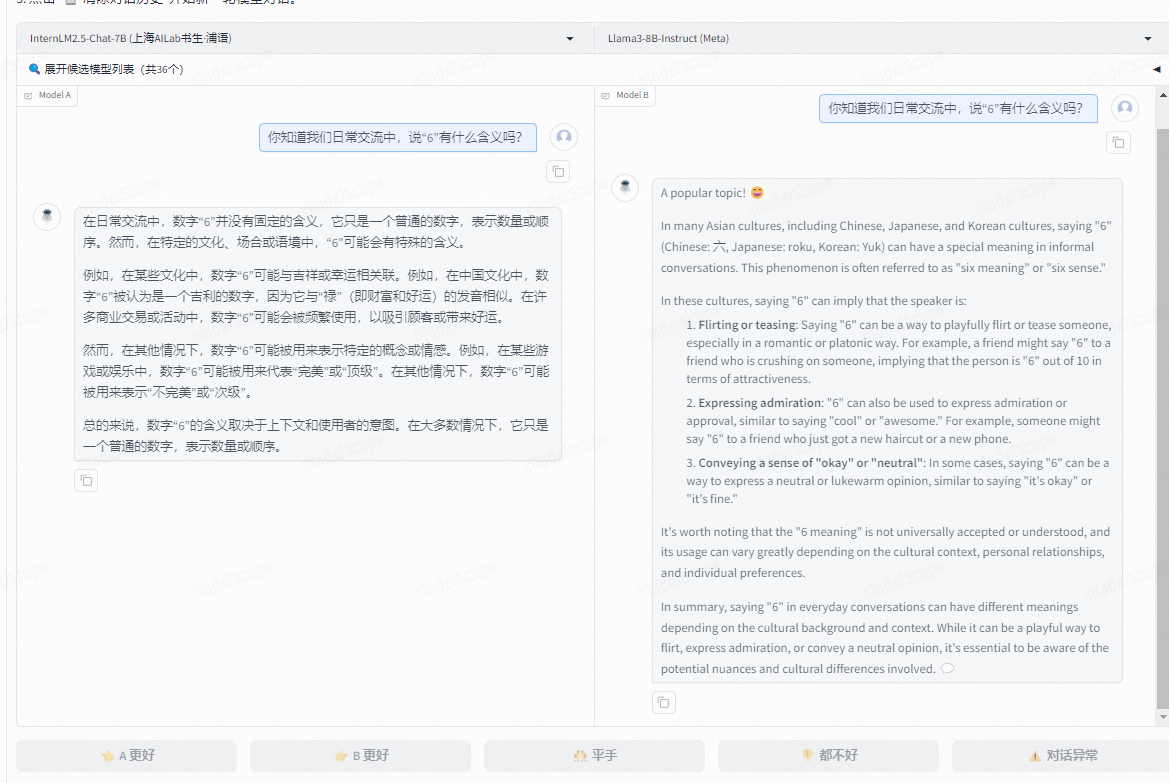 InternLM2.5-Chat-7B (上海AILab书生·浦语)
Llama3-8B-Instruct (Meta)
展开候选模型列表（共36个）
Model A
你知道我们日常交流中，说“6”有什么含义吗？
在日常交流中，数字“6”并没有固定的含义，它只是一个普通的数字，表示数量或顺
序。然而，在特定的文化、场合或语境中，“6”可能会有特殊的含义。
例如，在某些文化中，数字“6”可能与吉祥或幸运相关联。例如，在中国文化中，数
字“6”被认为是一个吉利的数字，因为它与“禄”（即财富和好运）的发音相似。在许
多商业交易或活动中，数字“6”可能会被频繁使用，以吸引顾客或带来好运。
然而，在其他情况下，数字“6”可能被用来表示特定的概念或情感。例如，在某些游
戏或娱乐中，数字“6”可能被用来代表“完美”或“顶级”。在其他情况下，数字“6”可能
被用来表示“不完美”或“次级”。
总的来说，数字“6”的含义取决于上下文和使用者的意图。在大多数情况下，它只是
一个普通的数字，表示数量或顺序。
Model B
你知道我们日常交流中，说“6”有什么含义吗？
A popular topic! 😄
In many Asian cultures, including Chinese, Japanese, and Korean cultures, saying "6"
(Chinese: 六, Japanese: roku, Korean: Yuk) can have a special meaning in informal
conversations. This phenomenon is often referred to as "six meaning" or "six sense."
In these cultures, saying "6" can imply that the speaker is:
1. Flirting or teasing: Saying "6" can be a way to playfully flirt or tease someone,
especially in a romantic or platonic way. For example, a friend might say "6" to a
friend who is crushing on someone, implying that the person is "6" out of 10 in
terms of attractiveness.
2. Expressing admiration: "6" can also be used to express admiration or
approval, similar to saying "cool" or "awesome." For example, someone might
say "6" to a friend who just got a new haircut or a new phone.
3. Conveying a sense of "okay" or "neutral": In some cases, saying "6" can be a
way to express a neutral or lukewarm opinion, similar to saying "it's okay" or
"it's fine."
It's worth noting that the "6 meaning" is not universally accepted or understood, and
its usage can vary greatly depending on the cultural context, personal relationships,
and individual preferences.
In summary, saying "6" in everyday conversations can have different meanings
depending on the cultural background and context. While it can be a playful way to
flirt, express admiration, or convey a neutral opinion, it's essential to be aware of the
potential nuances and cultural differences involved. 💬
👈 A 更好
👉 B 更好
平手
👎 都不好
⚠️ 对话异常
ModelScope